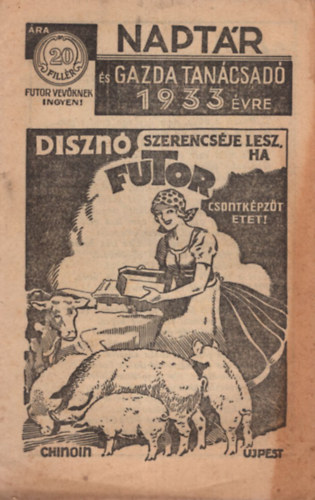 ÁRA
20
FILLÉR
FUTOR VEVŐKNEK
INGYEN!
NAPTÁR
ÉS GAZDA TANÁCSADÓ
1933 ÉVRE
DISZNÓ SZERENCSÉJE LESZ,
HA
FUTOR
CSONTKÉPZŐT
ETET!
CHINOIN ÚJPEST